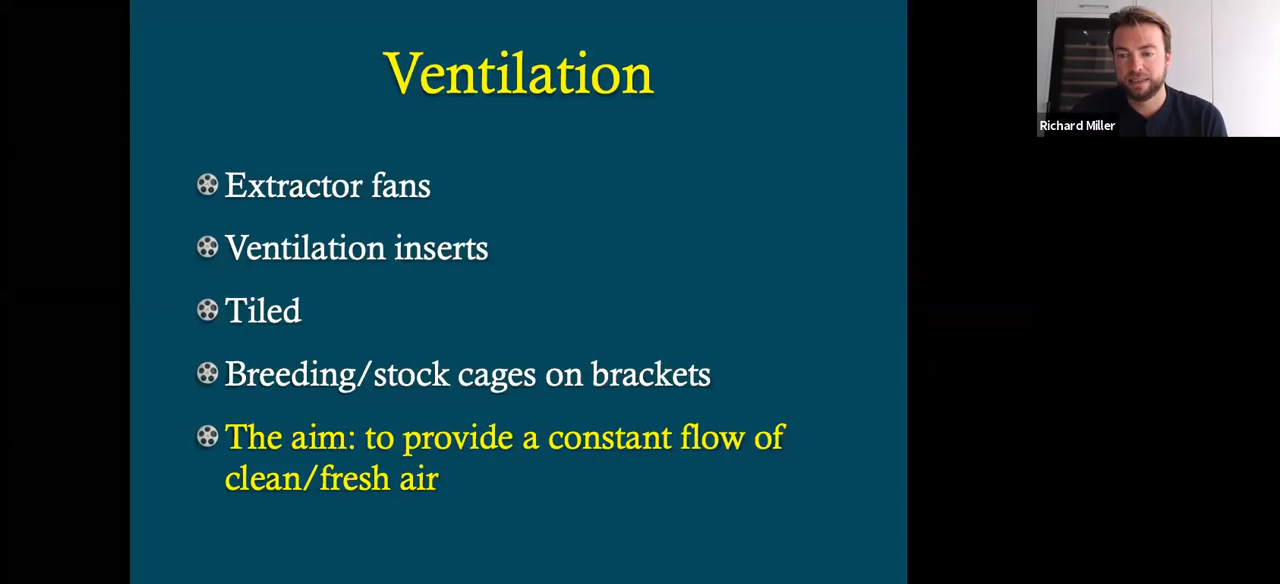 Ventilation
Extractor fans
Ventilation inserts
Tiled
Breeding/stock cages on brackets
The aim: to provide a constant flow of
clean/fresh air
Richard Miller